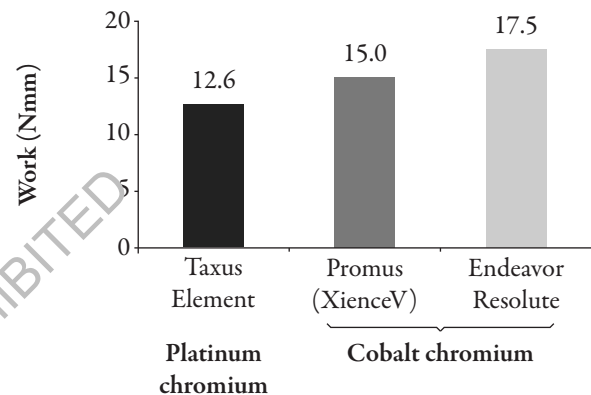 Work (Nmm)
20
15
10
5
0
12.6
15.0
17.5
Taxus
Element
Promus
(XienceV)
Endeavor
Resolute
Platinum
chromium
Cobalt chromium
HIBITED